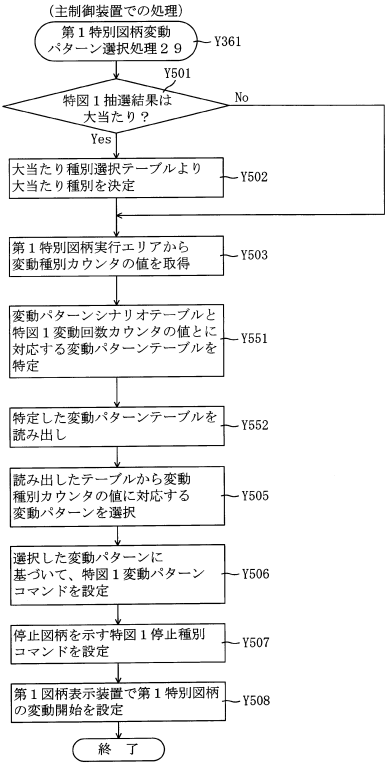 (主制御装置での処理)
第1特別図柄変動
パターン選択処理29
Y361
Y501
特図1抽選結果は
大当たり?
No
Yes
大当たり種別選択テーブルより
大当たり種別を決定
Y502
第1特別図柄実行エリアから
変動種別カウンタの値を取得
Y503
変動パターンシナリオテーブルと
特図1変動回数カウンタの値とに
対応する変動パターンテーブルを
特定
Y551
特定した変動パターンテーブルを
読み出し
Y552
読み出したテーブルから変動
種別カウンタの値に対応する
変動パターンを選択
Y505
選択した変動パターンに
基づいて、特図1変動パターン
コマンドを設定
Y506
停止図柄を示す特図1停止種別
コマンドを設定
Y507
第1図柄表示装置で第1特別図柄
の変動開始を設定
Y508
終 了